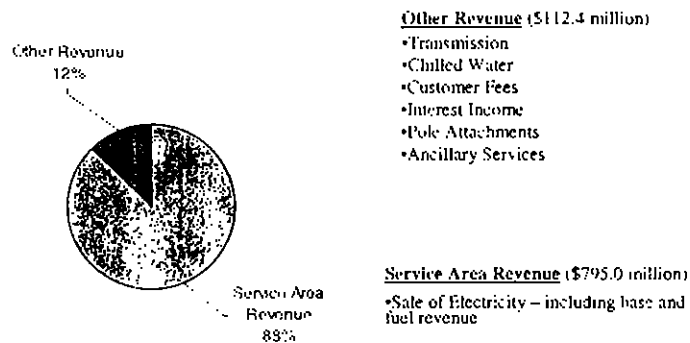 Other Revenue ($112.4 million)
•Transmission
•Chilled Water
•Customer Fees
•Interest Income
•Pole Attachments
•Ancillary Services
Other Revenue
12%
Service Area
Revenue
88%
Service Area Revenue ($795.0 million)
•Sale of Electricity – including base and
fuel revenue